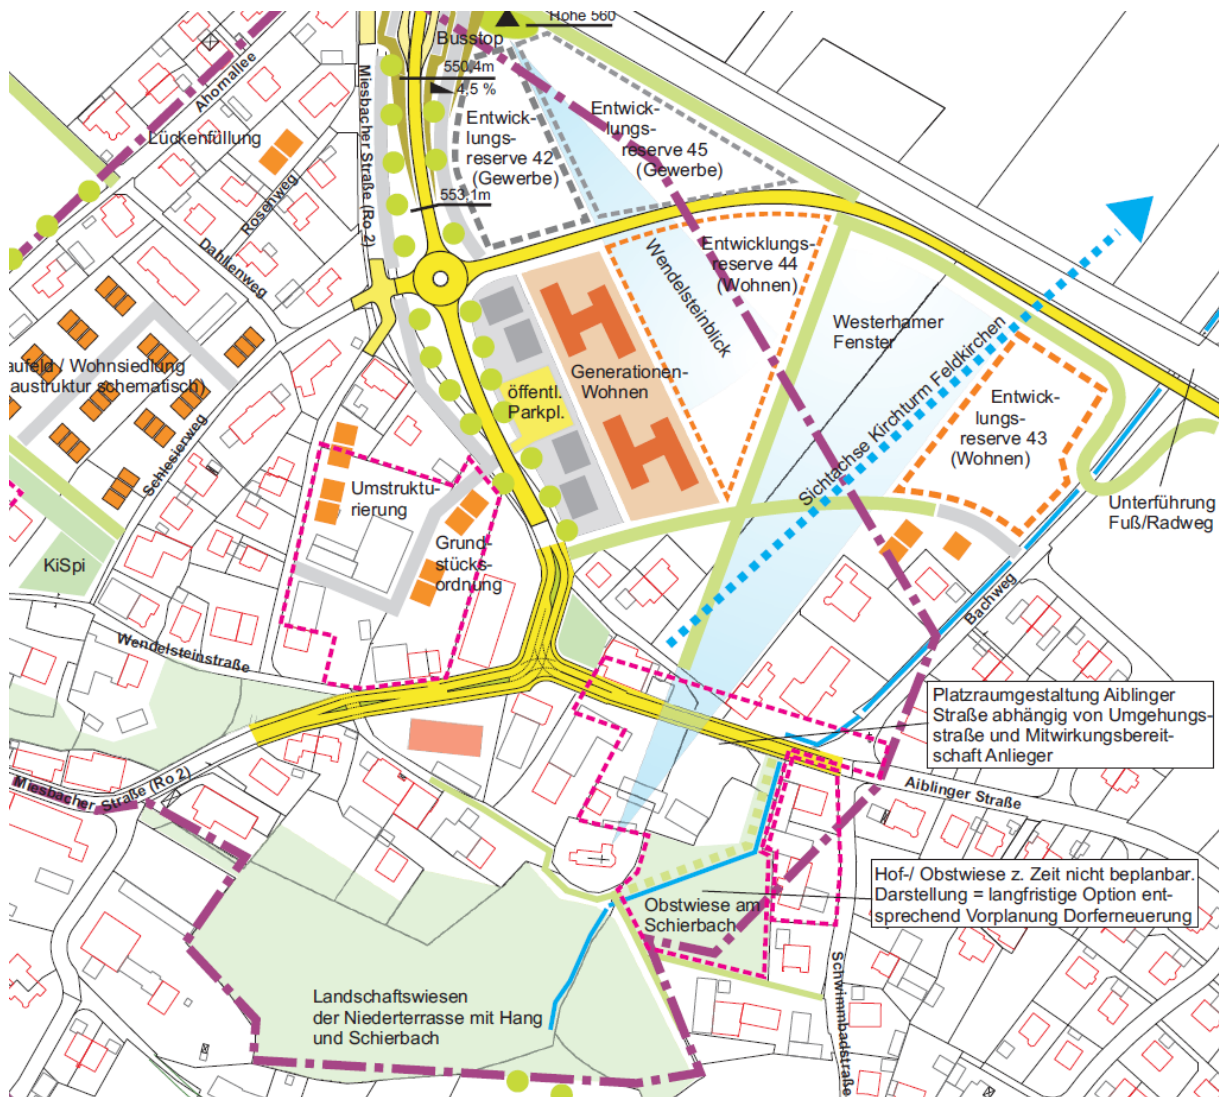 Höhe 560
Busstop
550,4m
4,5 %
Ahornallee
Miesbacher Straße (Ro 2)
Lückenfüllung
Entwick-
lungs-
reserve 42
(Gewerbe)
Entwick-
lungs-
reserve 45
(Gewerbe)
553,1m
Rosenweg
Dahlienweg
Wendelsteinblick
Entwicklungs-
reserve 44
(Wohnen)
Westerhamer
Fenster
Sichtachse Kirchturm Feldkirchen
aufeld / Wohnsiedlung
austruktur schematisch)
Generationen-
Wohnen
öffentl.
Parkpl.
Entwick-
lungs-
reserve 43
(Wohnen)
Schlesierweg
Umstruktu-
rierung
Grund-
stücks-
ordnung
Unterführung
Fuß/Radweg
KiSpi
Bachweg
Wendelsteinstraße
Platzraumgestaltung Aiblinger
Straße abhängig von Umgehungs-
straße und Mitwirkungsbereit-
schaft Anlieger
Miesbacher Straße (Ro 2)
Aiblinger Straße
Hof-/ Obstwiese z. Zeit nicht beplanbar.
Darstellung = langfristige Option ent-
sprechend Vorplanung Dorferneuerung
Obstwiese am
Schierbach
Schwimmbadstraße
Landschaftswiesen
der Niederterrasse mit Hang
und Schierbach